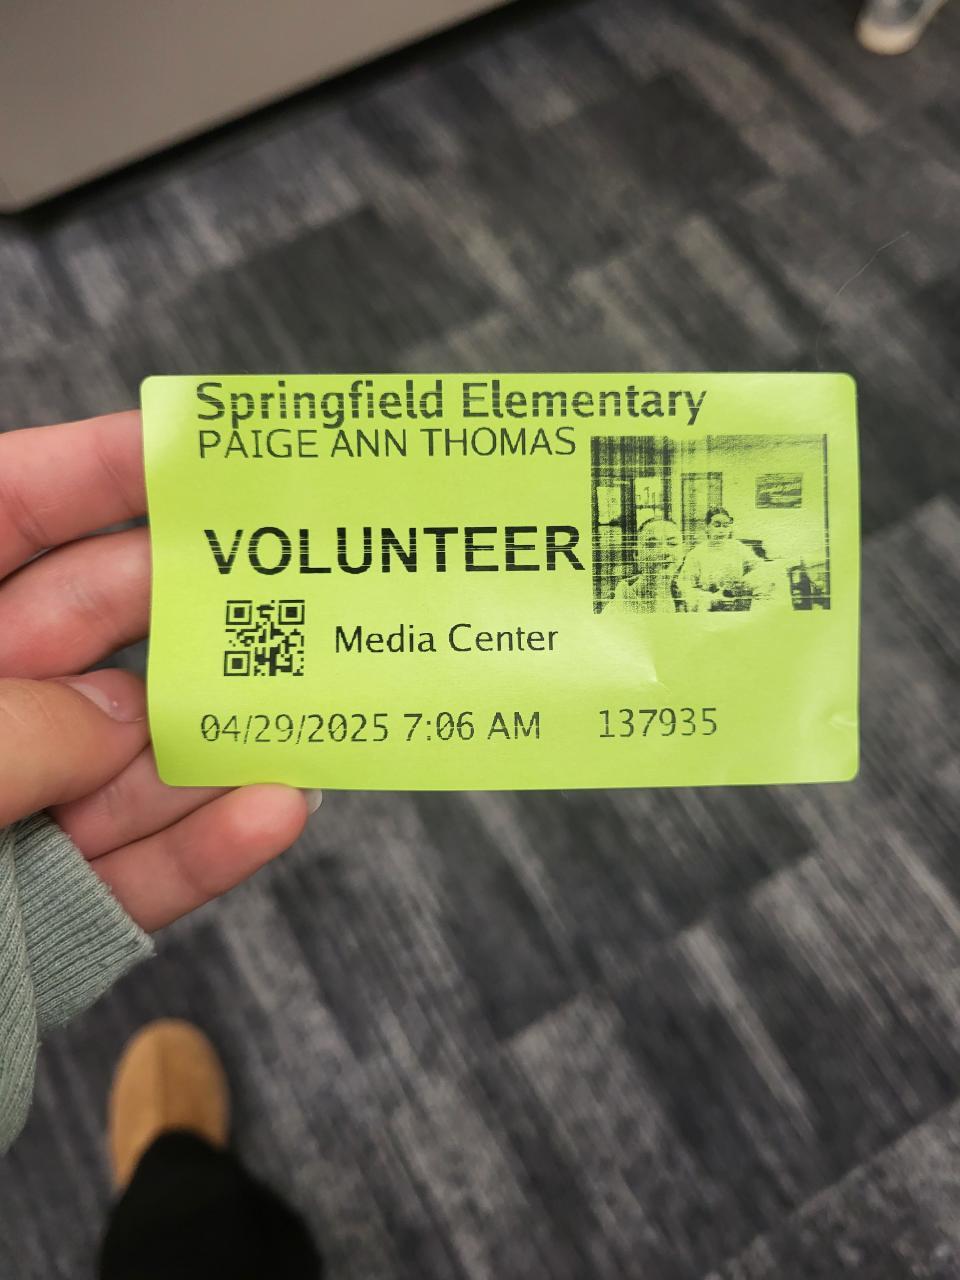 Springfield Elementary
PAIGE ANN THOMAS
VOLUNTEER
Media Center
04/29/2025 7:06 AM 137935